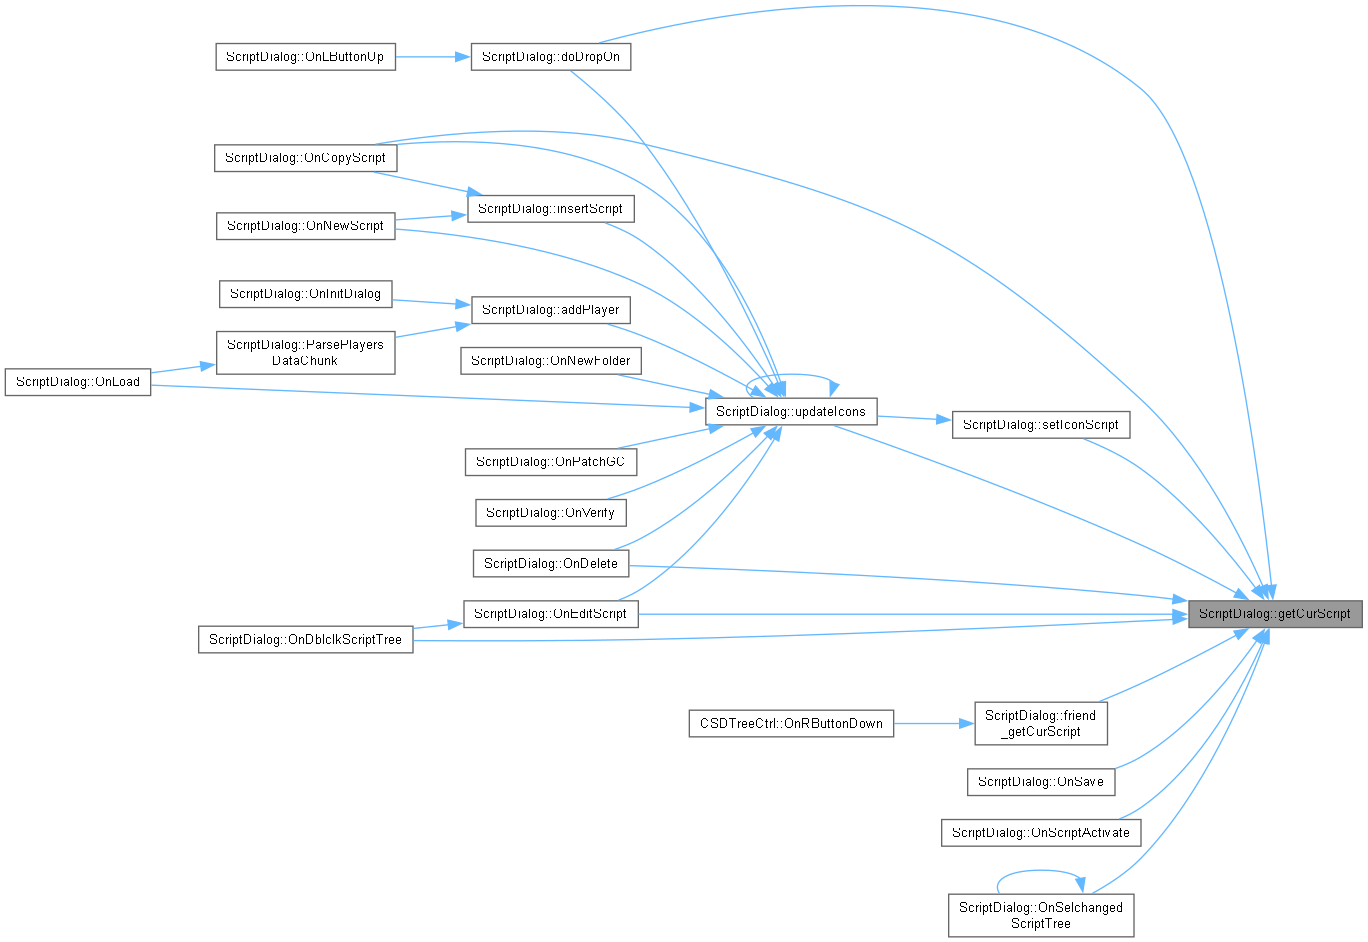 ScriptDialog::OnLButtonUp
ScriptDialog::doDropOn
ScriptDialog::OnCopyScript
ScriptDialog::insertScript
ScriptDialog::OnNewScript
ScriptDialog::OnInitDialog
ScriptDialog::addPlayer
ScriptDialog::ParsePlayers
DataChunk
ScriptDialog::OnNewFolder
ScriptDialog::OnLoad
ScriptDialog::updateIcons
ScriptDialog::setIconScript
ScriptDialog::OnPatchGC
ScriptDialog::OnVerify
ScriptDialog::OnDelete
ScriptDialog::OnEditScript
ScriptDialog::getCurScript
ScriptDialog::OnDblclkScriptTree
ScriptDialog::friend
_getCurScript
CSDTreeCtrl::OnRButtonDown
ScriptDialog::OnSave
ScriptDialog::OnScriptActivate
ScriptDialog::OnSelchanged
ScriptTree